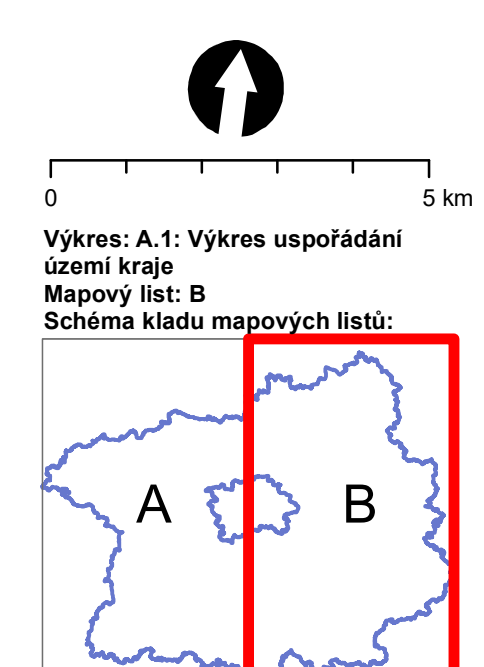 0 5 km
Výkres: A.1: Výkres uspořádání
území kraje
Mapový list: B
Schéma kladu mapových listů:
A B